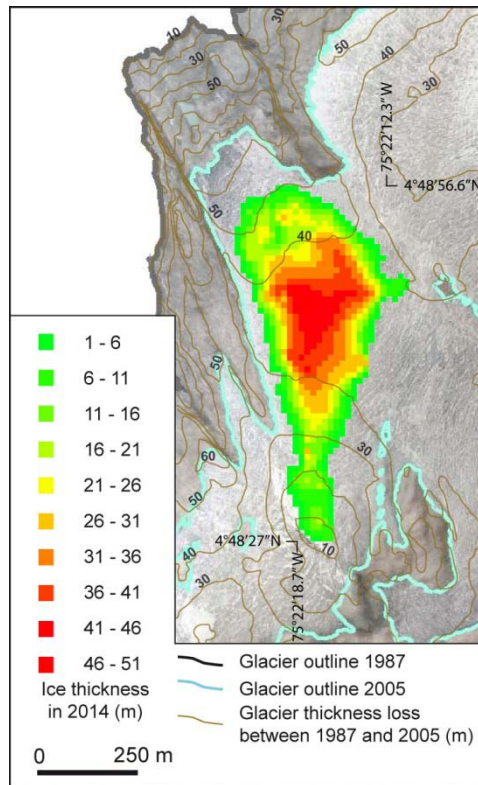 10
30
50
50
40
30
75°22'12.3"W
4°48'56.6"N
50
40
50
30
60
50
40
30
4°48'27"N
10
75°22'18.7"W
1 - 6
6 - 11
11 - 16
16 - 21
21 - 26
26 - 31
31 - 36
36 - 41
41 - 46
46 - 51
Ice thickness
in 2014 (m)
Glacier outline 1987
Glacier outline 2005
Glacier thickness loss
between 1987 and 2005 (m)
0 250 m